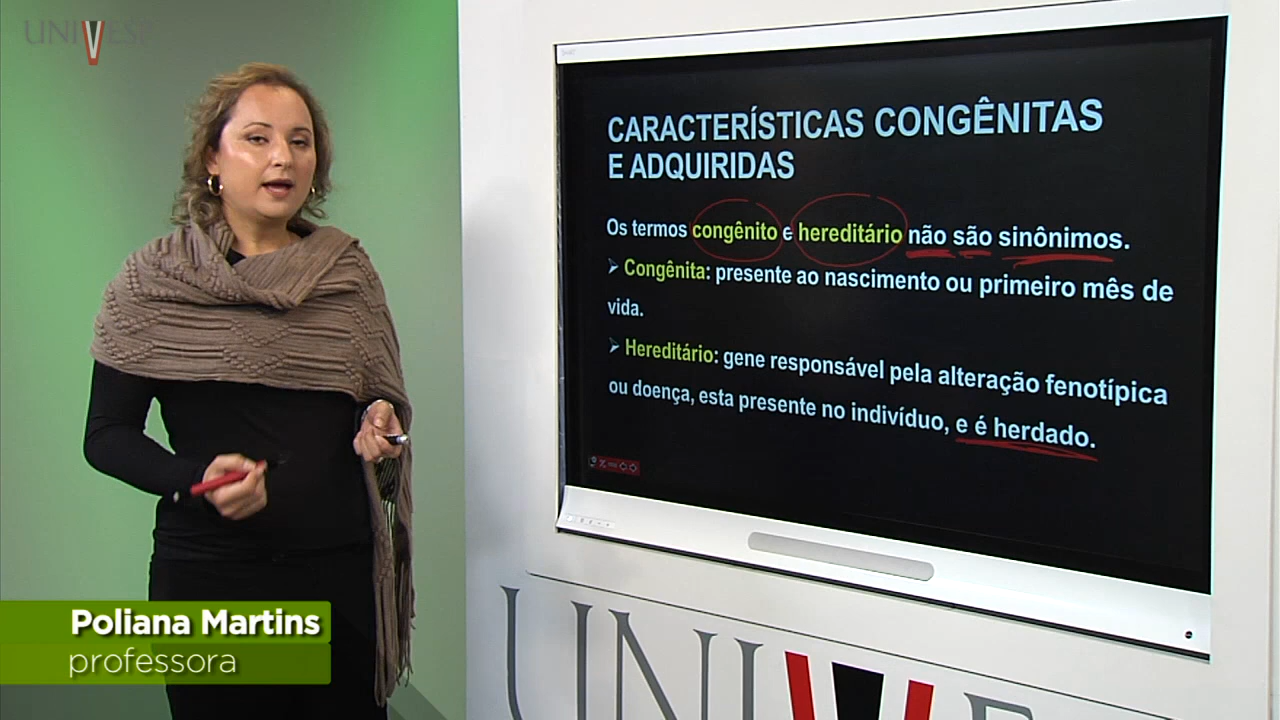 UNIVESP
CARACTERÍSTICAS CONGÊNITAS
E ADQUIRIDAS
Os termos congênito e hereditário não são sinônimos.
➤ Congênita: presente ao nascimento ou primeiro mês de
vida.
➤ Hereditário: gene responsável pela alteração fenotípica
ou doença, esta presente no indivíduo, e é herdado.
Poliana Martins
professora
UNIVE